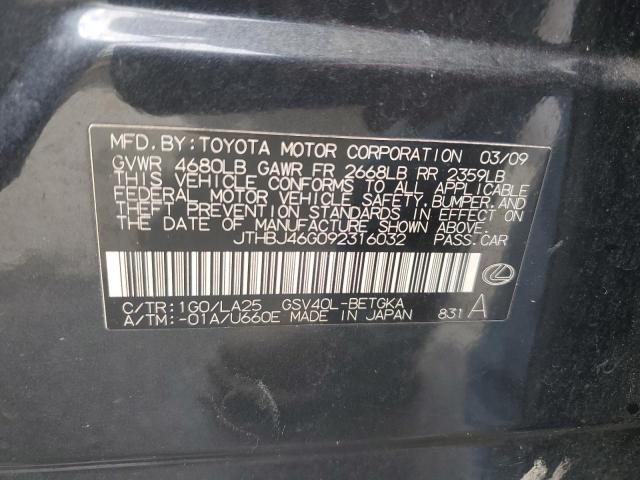 MFD. BY: TOYOTA MOTOR CORPORATION 03/09
GVWR 4680LB GAWR FR 2668LB RR 2359LB
THIS VEHICLE CONFORMS TO ALL APPLICABLE
FEDERAL MOTOR VEHICLE SAFETY, BUMPER, AND
THEFT PREVENTION STANDARDS IN EFFECT ON
THE DATE OF MANUFACTURE SHOWN ABOVE.
JTHBJ46G092316032 PASS. CAR
C/TR: 1G0/LA25 GSV40L-BETGKA
A/TM: -01A/U660E MADE IN JAPAN 831 A